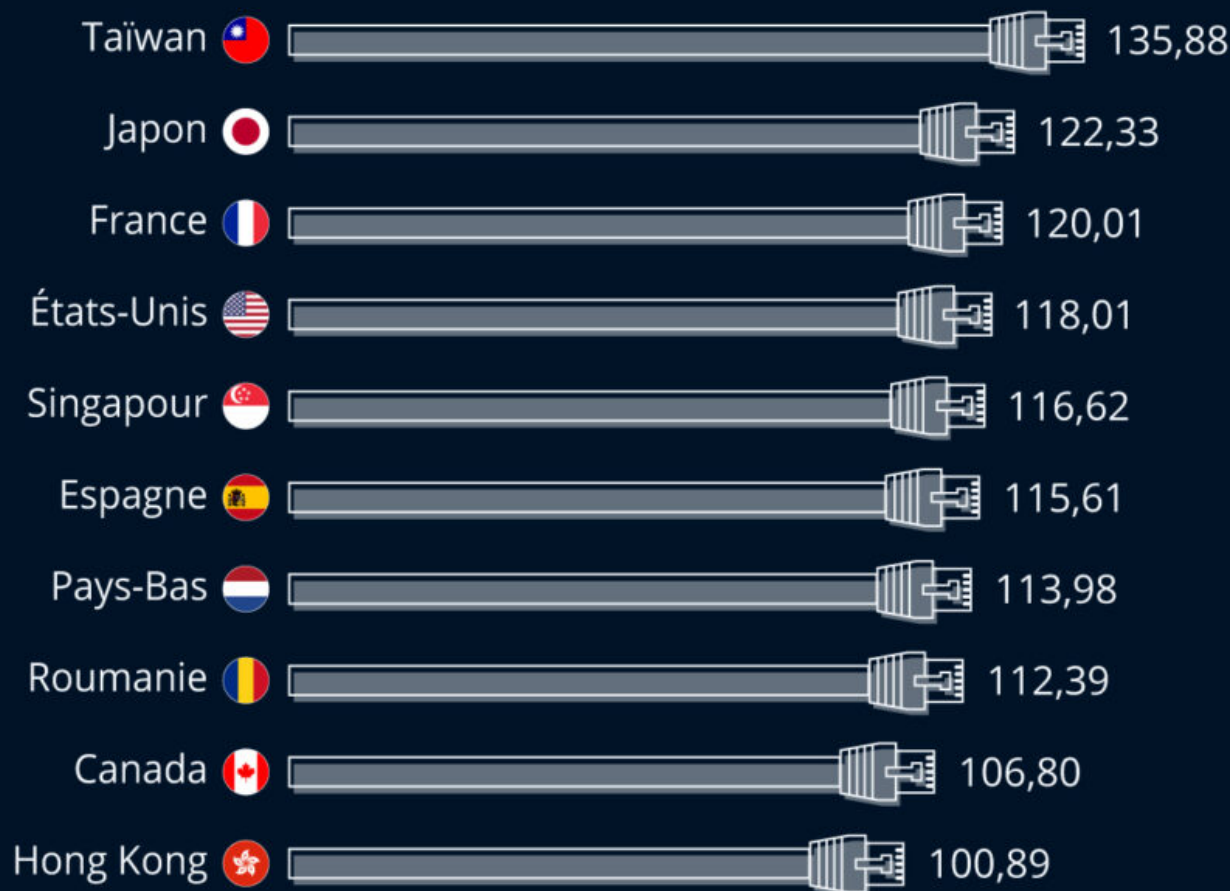 Taïwan 135,88
Japon 122,33
France 120,01
États-Unis 118,01
Singapour 116,62
Espagne 115,61
Pays-Bas 113,98
Roumanie 112,39
Canada 106,80
Hong Kong 100,89